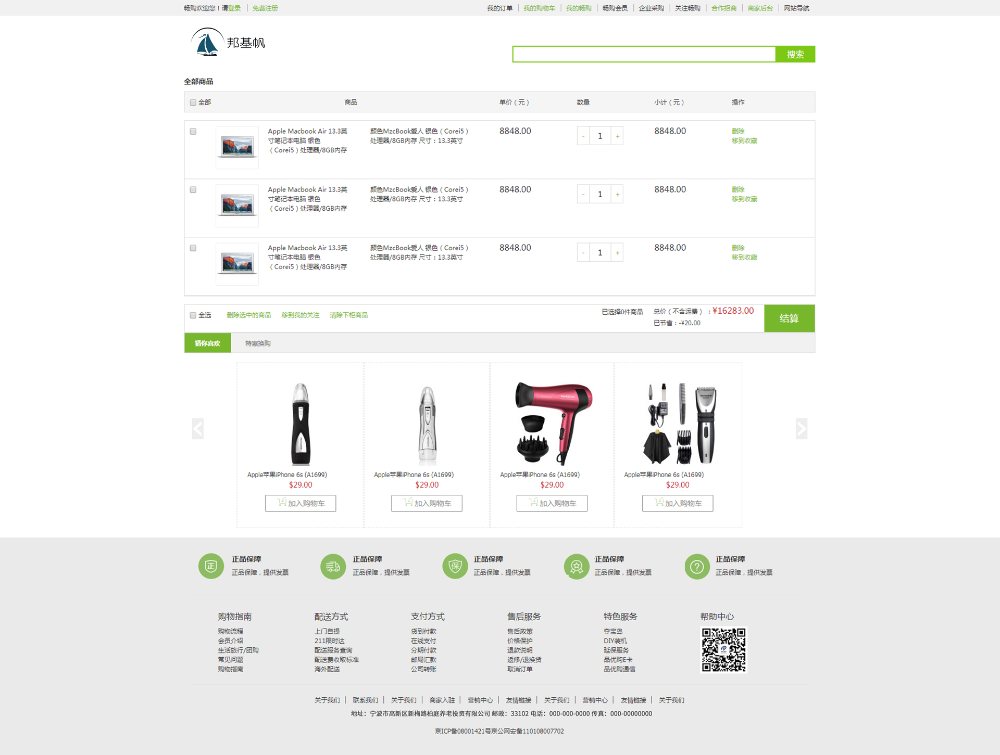 畅购欢迎您！请登录 免费注册
我的订单 我的购物车 我的畅购 畅购会员 企业采购 关注畅购 合作招商 商家后台 网站导航
邦基帆
搜索
全部商品
全部 商品 单价（元） 数量 小计（元） 操作
Apple Macbook Air 13.3英
寸笔记本电脑 银色
（Corei5）处理器/8GB内存
颜色MzcBook爱人 银色（Corei5）
处理器/8GB内存 尺寸：13.3英寸
8848.00
- 1 +
8848.00
删除
移到收藏
Apple Macbook Air 13.3英
寸笔记本电脑 银色
（Corei5）处理器/8GB内存
颜色MzcBook爱人 银色（Corei5）
处理器/8GB内存 尺寸：13.3英寸
8848.00
- 1 +
8848.00
删除
移到收藏
Apple Macbook Air 13.3英
寸笔记本电脑 银色
（Corei5）处理器/8GB内存
颜色MzcBook爱人 银色（Corei5）
处理器/8GB内存 尺寸：13.3英寸
8848.00
- 1 +
8848.00
删除
移到收藏
全选 删除选中的商品 移到我的关注 清除下柜商品
已选择0件商品 总价（不含运费）：¥16283.00
已节省：-¥20.00
结算
猜你喜欢 特惠换购
Apple苹果iPhone 6s (A1699)
$29.00
加入购物车
Apple苹果iPhone 6s (A1699)
$29.00
加入购物车
Apple苹果iPhone 6s (A1699)
$29.00
加入购物车
Apple苹果iPhone 6s (A1699)
$29.00
加入购物车
正
正品保障
正品保障，提供发票
正品保障
正品保障，提供发票
保
正品保障
正品保障，提供发票
正品保障
正品保障，提供发票
?
正品保障
正品保障，提供发票
购物指南
购物流程
会员介绍
生活旅行/团购
常见问题
购物指南
配送方式
上门自提
211限时达
配送服务查询
配送费收取标准
海外配送
支付方式
货到付款
在线支付
分期付款
邮局汇款
公司转账
售后服务
售后政策
价格保护
退款说明
返修/退换货
取消订单
特色服务
夺宝岛
DIY装机
延保服务
品优购E卡
品优购通信
帮助中心
关于我们 联系我们 关于我们 商家入驻 营销中心 友情链接 关于我们 营销中心 友情链接 关于我们
地址：宁波市高新区新梅路柏庭养老投资有限公司 邮政：33102 电话：000-000-0000 传真：000-00000000
京ICP备08001421号京公网安备110108007702